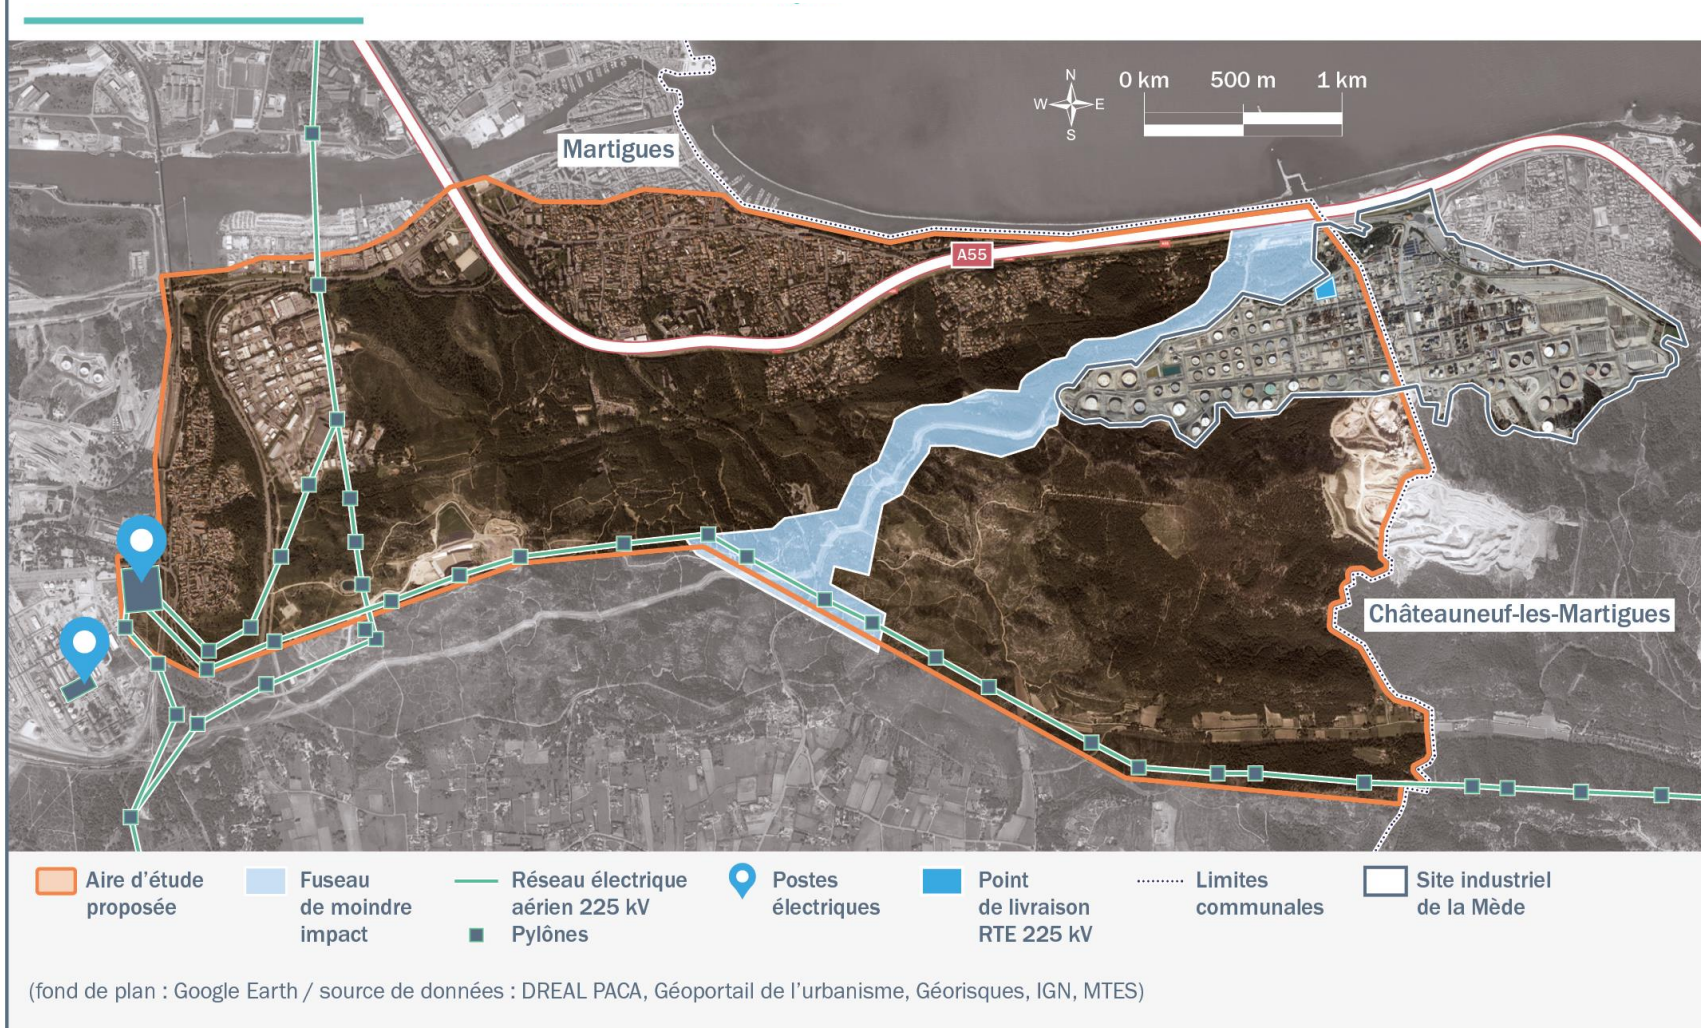 N
W
E
S
0 km 500 m 1 km
Martigues
A55
Châteauneuf-les-Martigues
Aire d'étude
proposée
Fuseau
de moindre
impact
Réseau électrique
aérien 225 kV
Pylônes
Postes
électriques
Point
de livraison
RTE 225 kV
Limites
communales
Site industriel
de la Mède
(fond de plan : Google Earth / source de données : DREAL PACA, Géoportail de l'urbanisme, Géorisques, IGN, MTES)